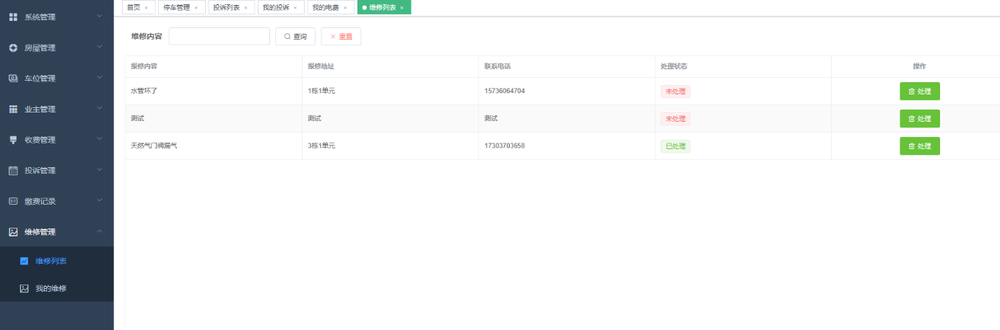 系统管理
房屋管理
车位管理
业主管理
收费管理
投诉管理
缴费记录
维修管理
维修列表
我的维修
首页 × 停车管理 × 投诉列表 × 我的投诉 × 我的电费 × 维修列表 ×
维修内容 查询 重置
报修内容 报修地址 联系电话 处理状态 操作
水管坏了 1栋1单元 15736064704 未处理 处理
测试 测试 测试 未处理 处理
天然气门阀漏气 3栋1单元 17303703658 已处理 处理